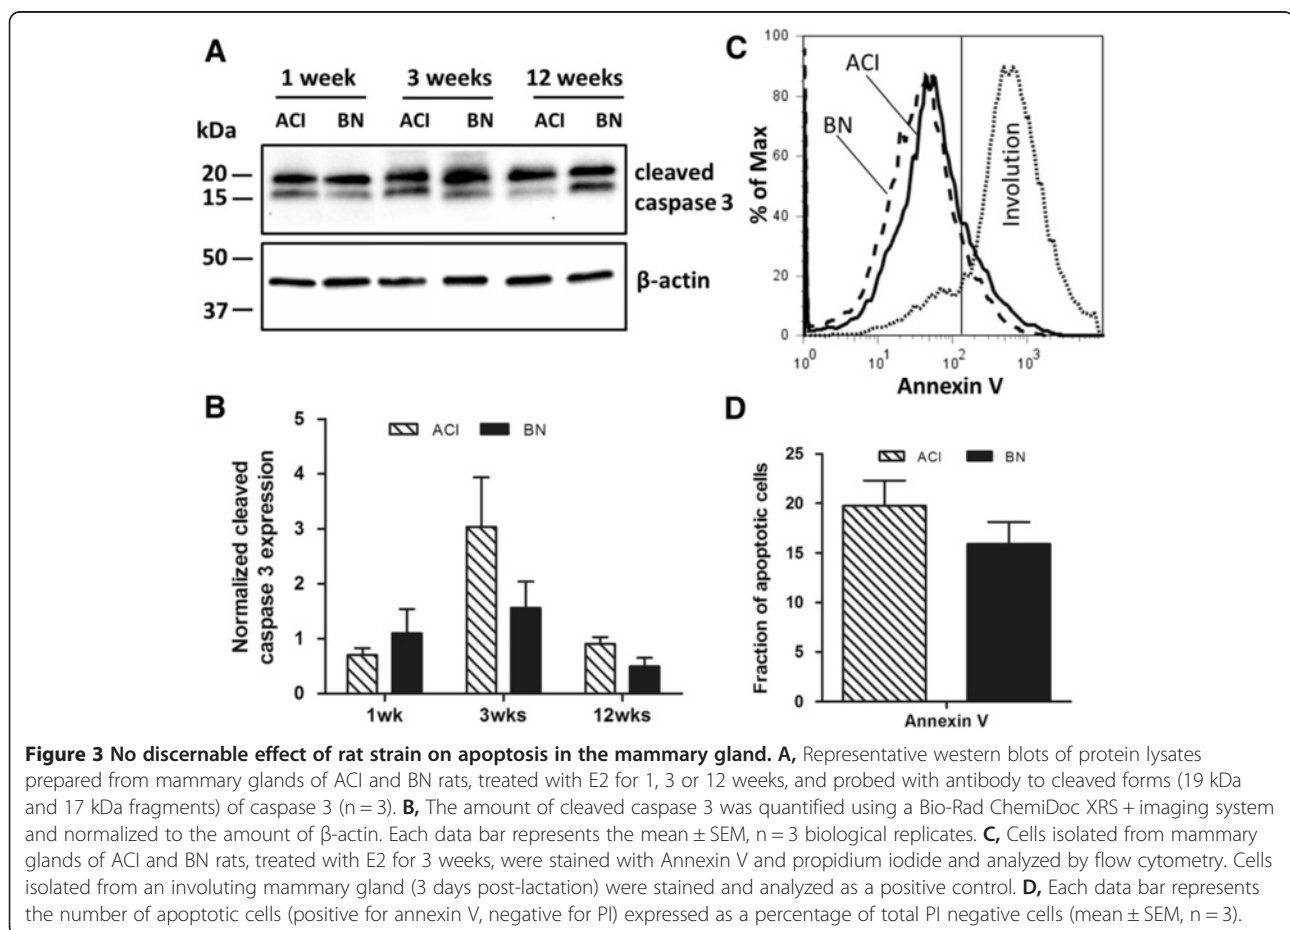 A
1 week 3 weeks 12 weeks
kDa
ACI BN ACI BN ACI BN
20
15
cleaved
caspase 3
50
37
β-actin
C
% of Max
100
80
60
40
20
0
ACI
BN
Involution
10⁰ 10¹ 10² 10³
Annexin V
B
Normalized cleaved
caspase 3 expression
5
4
3
2
1
0
ACI BN
1wk 3wks 12wks
D
Fraction of apoptotic cells
25
20
15
10
5
0
ACI BN
Annexin V
Figure 3 No discernable effect of rat strain on apoptosis in the mammary gland. A, Representative western blots of protein lysates
prepared from mammary glands of ACI and BN rats, treated with E2 for 1, 3 or 12 weeks, and probed with antibody to cleaved forms (19 kDa
and 17 kDa fragments) of caspase 3 (n = 3). B, The amount of cleaved caspase 3 was quantified using a Bio-Rad ChemiDoc XRS + imaging system
and normalized to the amount of β-actin. Each data bar represents the mean ± SEM, n = 3 biological replicates. C, Cells isolated from mammary
glands of ACI and BN rats, treated with E2 for 3 weeks, were stained with Annexin V and propidium iodide and analyzed by flow cytometry. Cells
isolated from an involuting mammary gland (3 days post-lactation) were stained and analyzed as a positive control. D, Each data bar represents
the number of apoptotic cells (positive for annexin V, negative for PI) expressed as a percentage of total PI negative cells (mean ± SEM, n = 3).